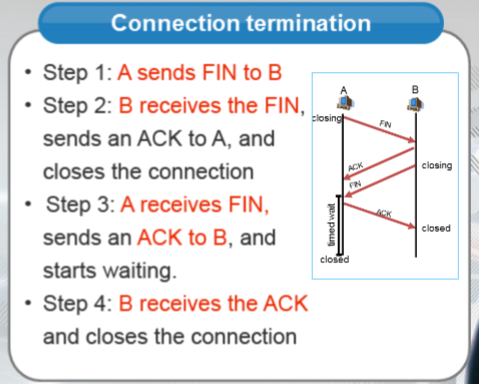 Connection termination
• Step 1: A sends FIN to B
• Step 2: B receives the FIN,
sends an ACK to A, and
closes the connection
• Step 3: A receives FIN,
sends an ACK to B, and
starts waiting.
• Step 4: B receives the ACK
and closes the connection
A
B
closing
FIN
ACK
closing
FIN
timed wait
ACK
closed
closed